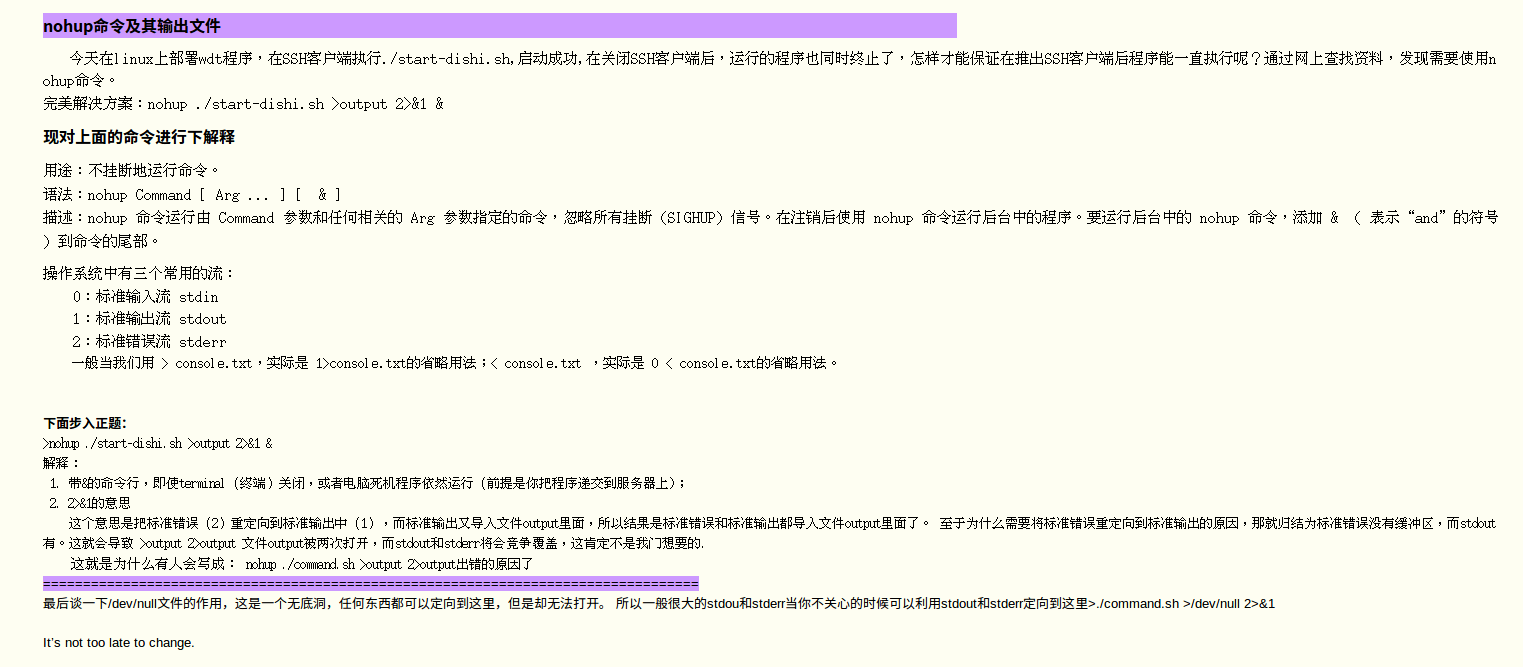 nohup命令及其输出文件
今天在linux上部署wdt程序，在SSH客户端执行./start-dishi.sh,启动成功,在关闭SSH客户端后，运行的程序也同时终止了，怎样才能保证在推出SSH客户端后程序能一直执行呢？通过网上查找资料，发现需要使用n
ohup命令。
完美解决方案：nohup ./start-dishi.sh >output 2>&1 &
现对上面的命令进行下解释
用途：不挂断地运行命令。
语法：nohup Command [ Arg ... ] [  & ]
描述：nohup 命令运行由 Command 参数和任何相关的 Arg 参数指定的命令，忽略所有挂断（SIGHUP）信号。在注销后使用 nohup 命令运行后台中的程序。要运行后台中的 nohup 命令，添加 & （ 表示“and”的符号
）到命令的尾部。
操作系统中有三个常用的流：
0：标准输入流 stdin
1：标准输出流 stdout
2：标准错误流 stderr
一般当我们用 > console.txt，实际是 1>console.txt的省略用法；< console.txt ，实际是 0 < console.txt的省略用法。
下面步入正题：
>nohup ./start-dishi.sh >output 2>&1 &
解释：
1. 带&的命令行，即使terminal（终端）关闭，或者电脑死机程序依然运行（前提是你把程序递交到服务器上)；
2. 2>&1的意思
这个意思是把标准错误（2）重定向到标准输出中（1），而标准输出又导入文件output里面，所以结果是标准错误和标准输出都导入文件output里面了。 至于为什么需要将标准错误重定向到标准输出的原因，那就归结为标准错误没有缓冲区，而stdout
有。这就会导致 >output 2>output 文件output被两次打开，而stdout和stderr将会竞争覆盖，这肯定不是我门想要的.
这就是为什么有人会写成： nohup ./command.sh >output 2>output出错的原因了
==================================================================================
最后谈一下/dev/null文件的作用，这是一个无底洞，任何东西都可以定向到这里，但是却无法打开。 所以一般很大的stdou和stderr当你不关心的时候可以利用stdout和stderr定向到这里>./command.sh >/dev/null 2>&1
It’s not too late to change.